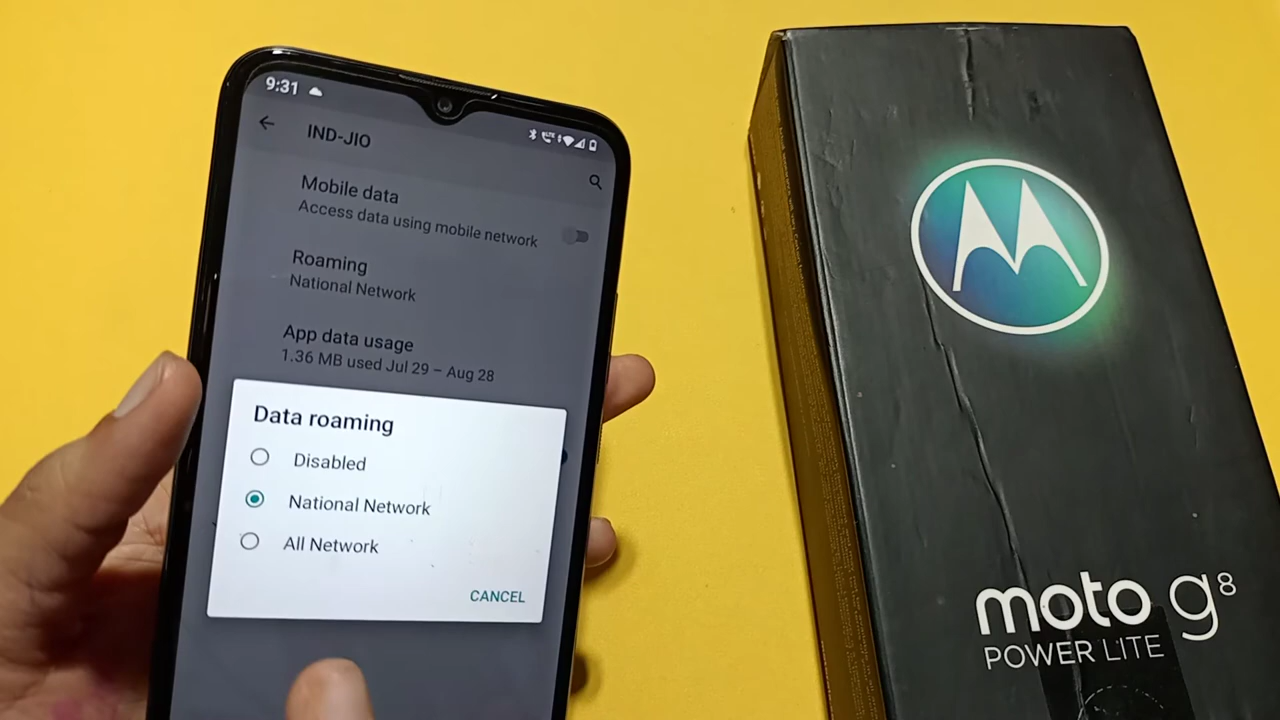 9:31
IND-JIO
Mobile data
Access data using mobile network
Roaming
National Network
App data usage
1.36 MB used Jul 29 – Aug 28
Data roaming
Disabled
National Network
All Network
CANCEL
moto g8
POWER LITE